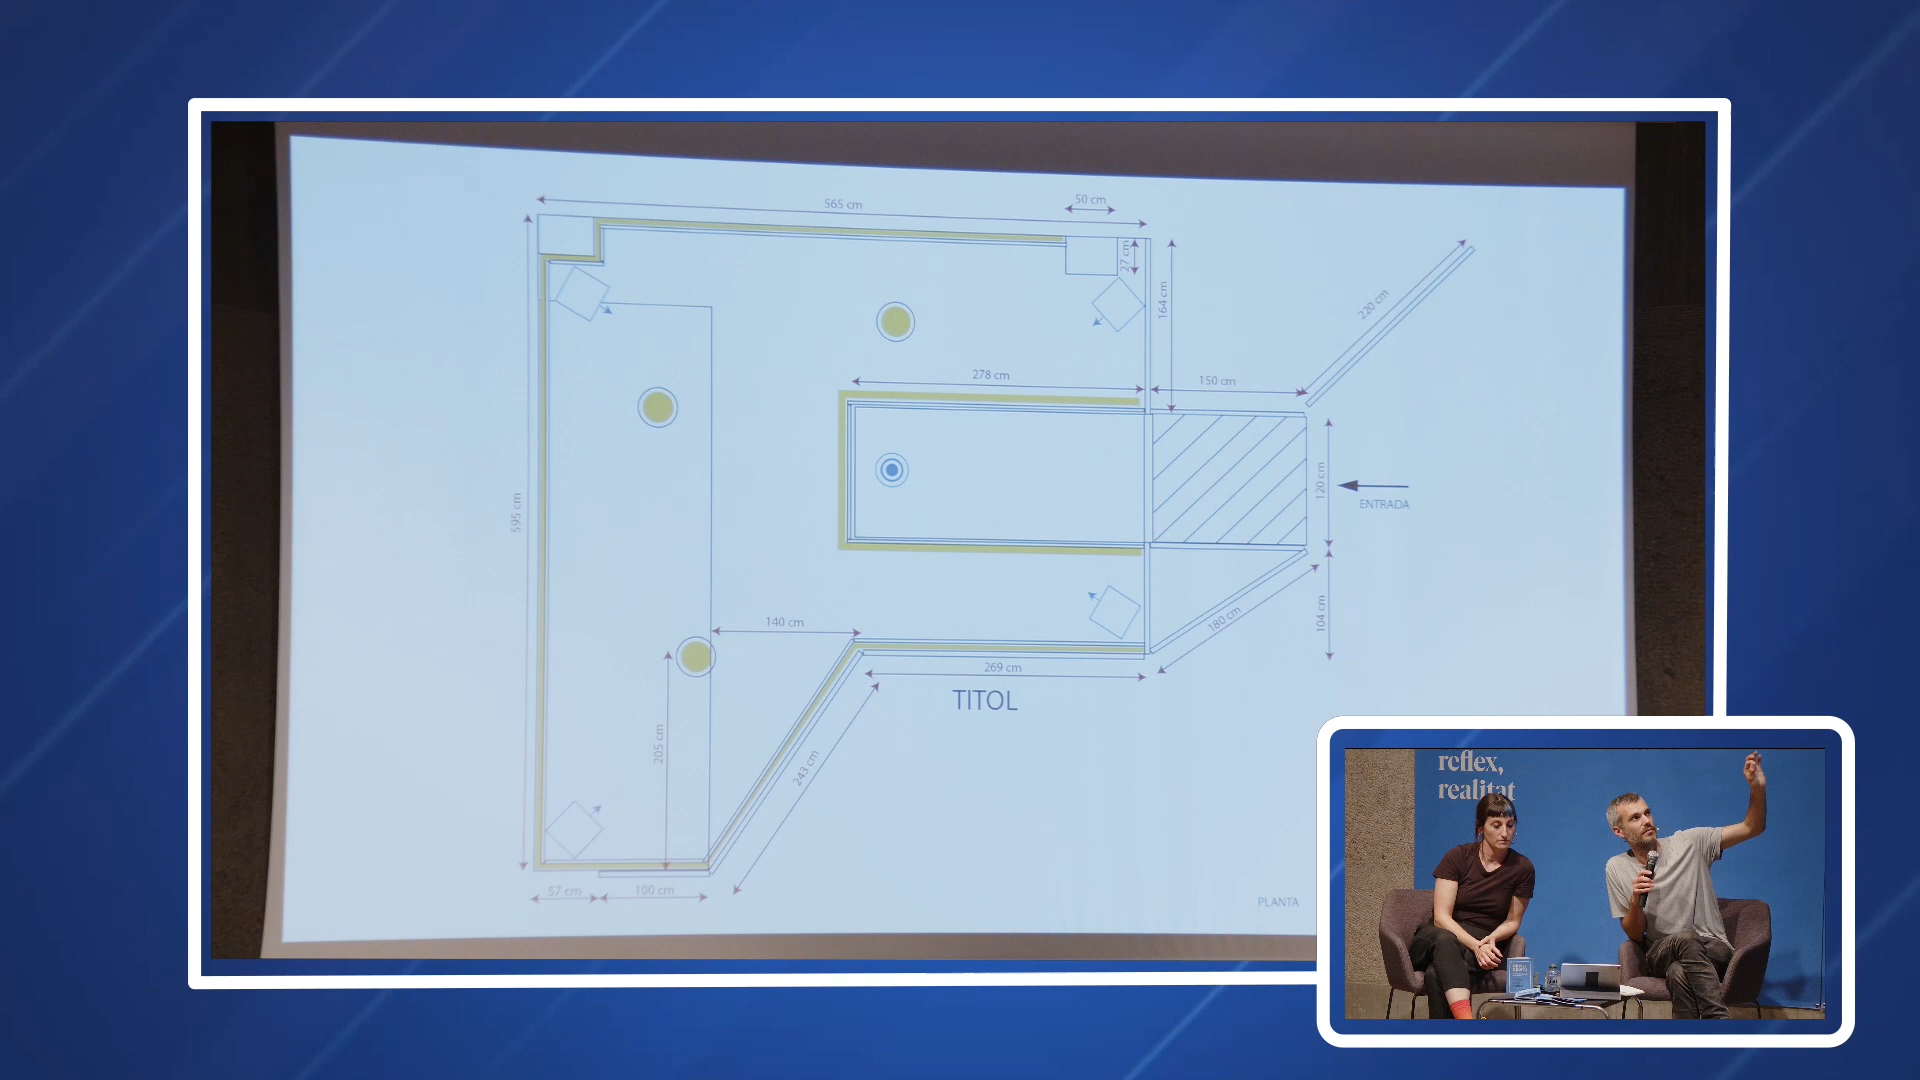 565 cm
50 cm
27 cm
164 cm
220 cm
278 cm
150 cm
595 cm
120 cm
ENTRADA
140 cm
104 cm
180 cm
269 cm
TITOL
205 cm
243 cm
57 cm
100 cm
PLANTA
reflex,
realitat